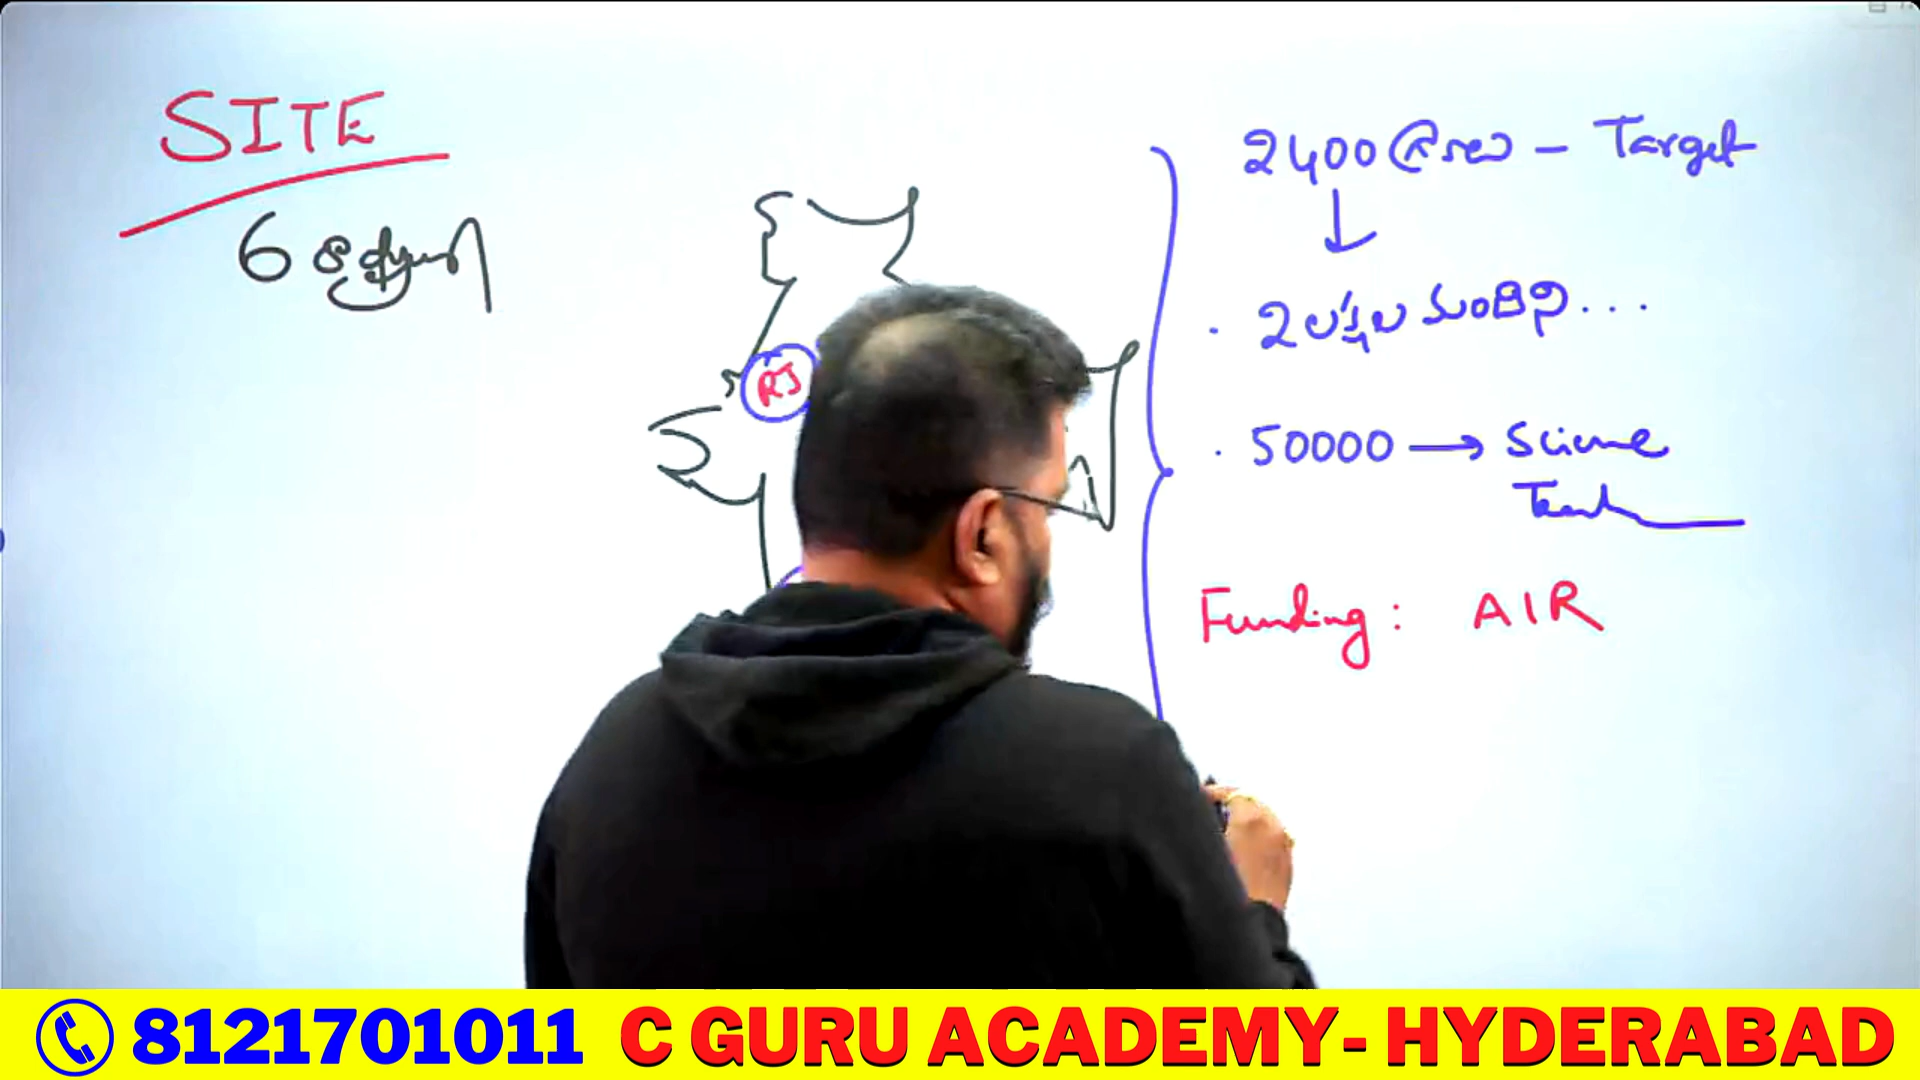 SITE
6 రాష్ట్రాలు
RJ
2400 గ్రామాలు - Target
2 లక్షల మందిని...
50000 → Science
Teach
Funding: AIR
8121701011 C GURU ACADEMY- HYDERABAD